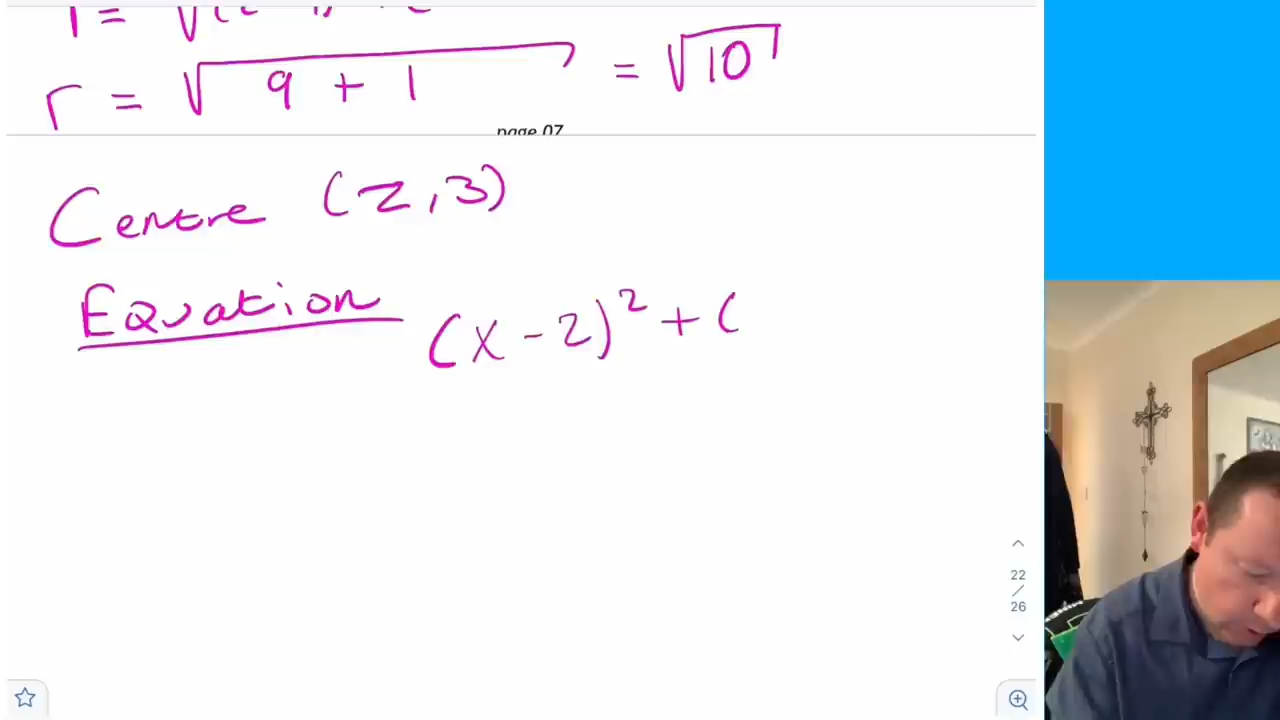 r = √9 + 1 = √10
page 07
Centre (2,3)
Equation (x - 2)² + (
22
/
26